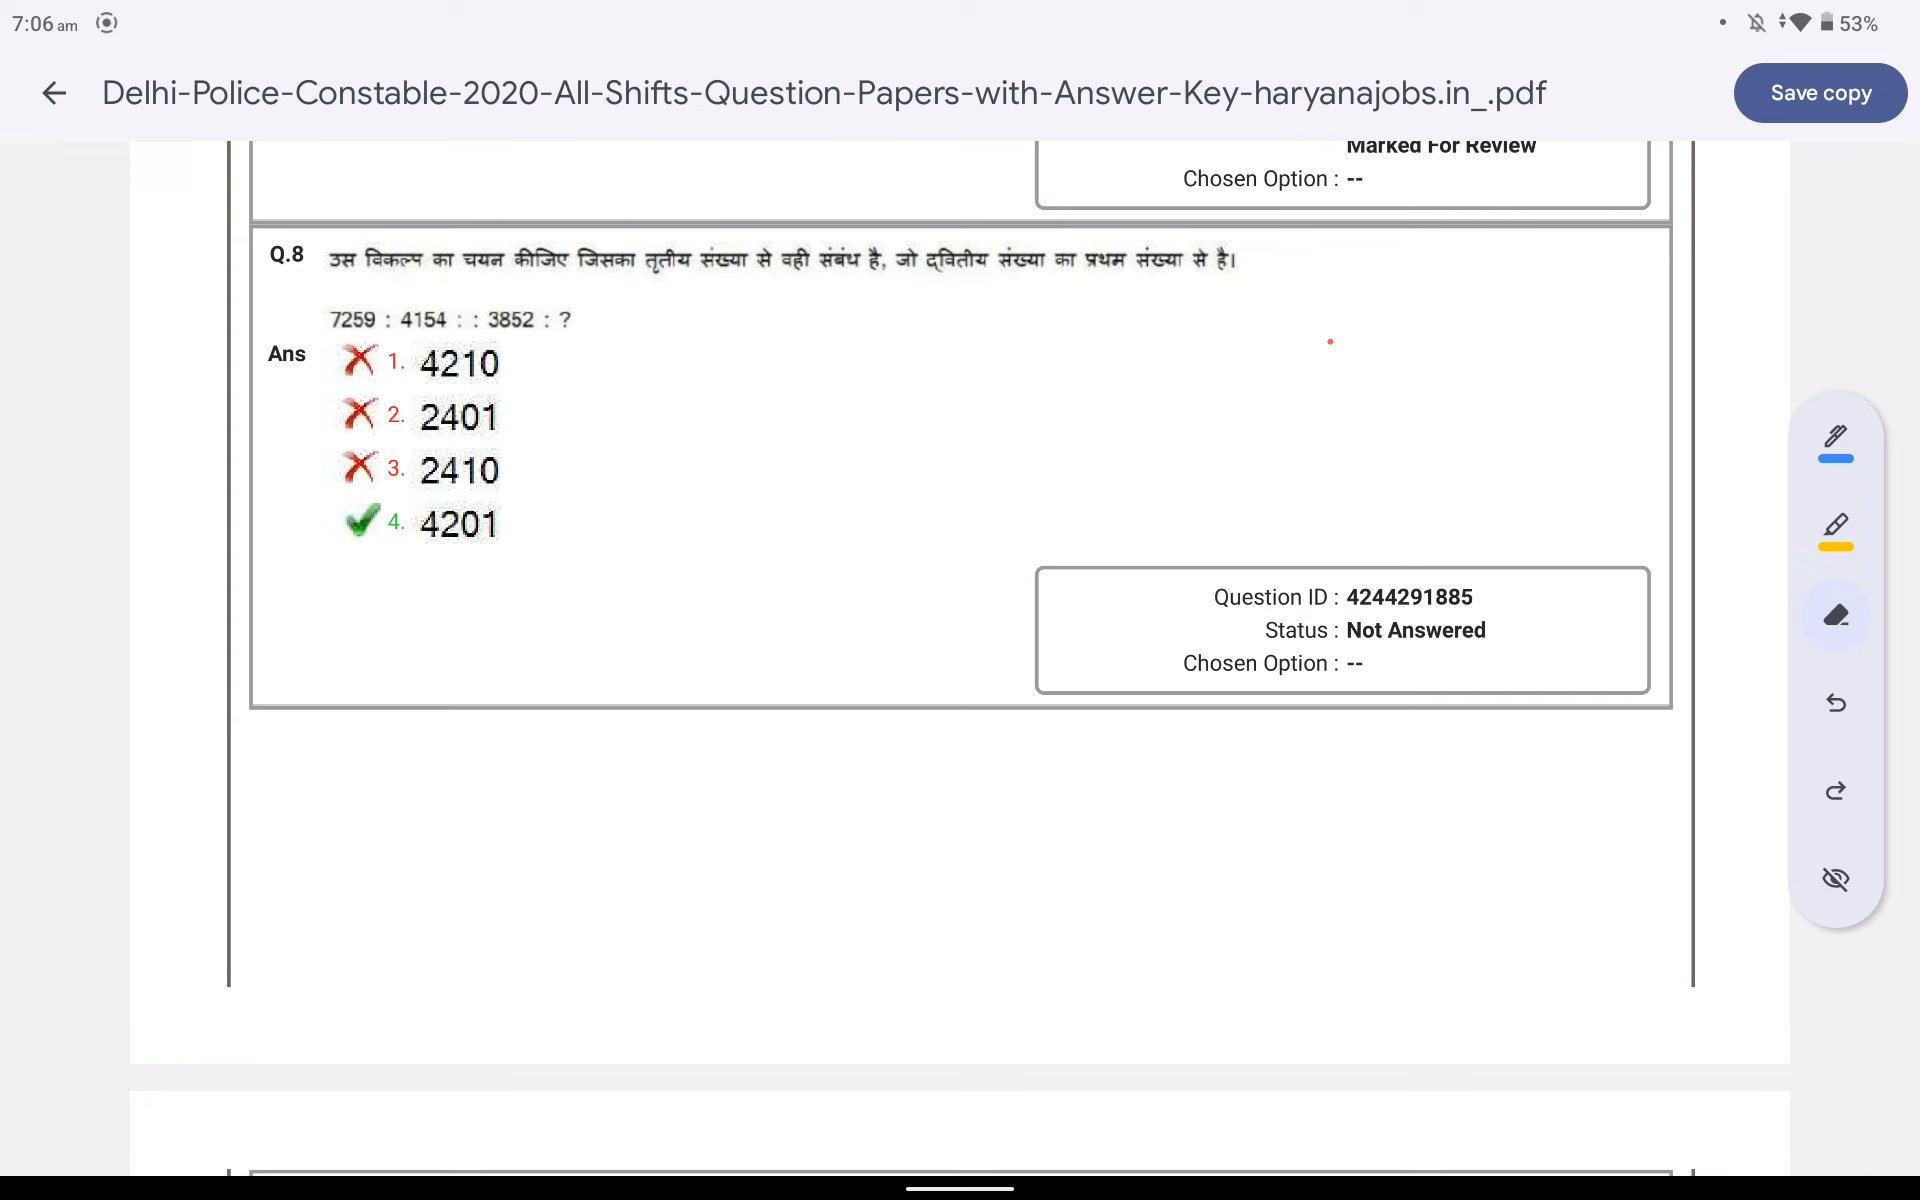 7:06 am
53%
Delhi-Police-Constable-2020-All-Shifts-Question-Papers-with-Answer-Key-haryanajobs.in_.pdf
Save copy
Marked For Review
Chosen Option : --
Q.8 उस विकल्प का चयन कीजिए जिसका तृतीय संख्या से वही संबंध है, जो द्वितीय संख्या का प्रथम संख्या से है।
7259 : 4154 : : 3852 : ?
Ans
1. 4210
2. 2401
3. 2410
4. 4201
Question ID : 4244291885
Status : Not Answered
Chosen Option : --